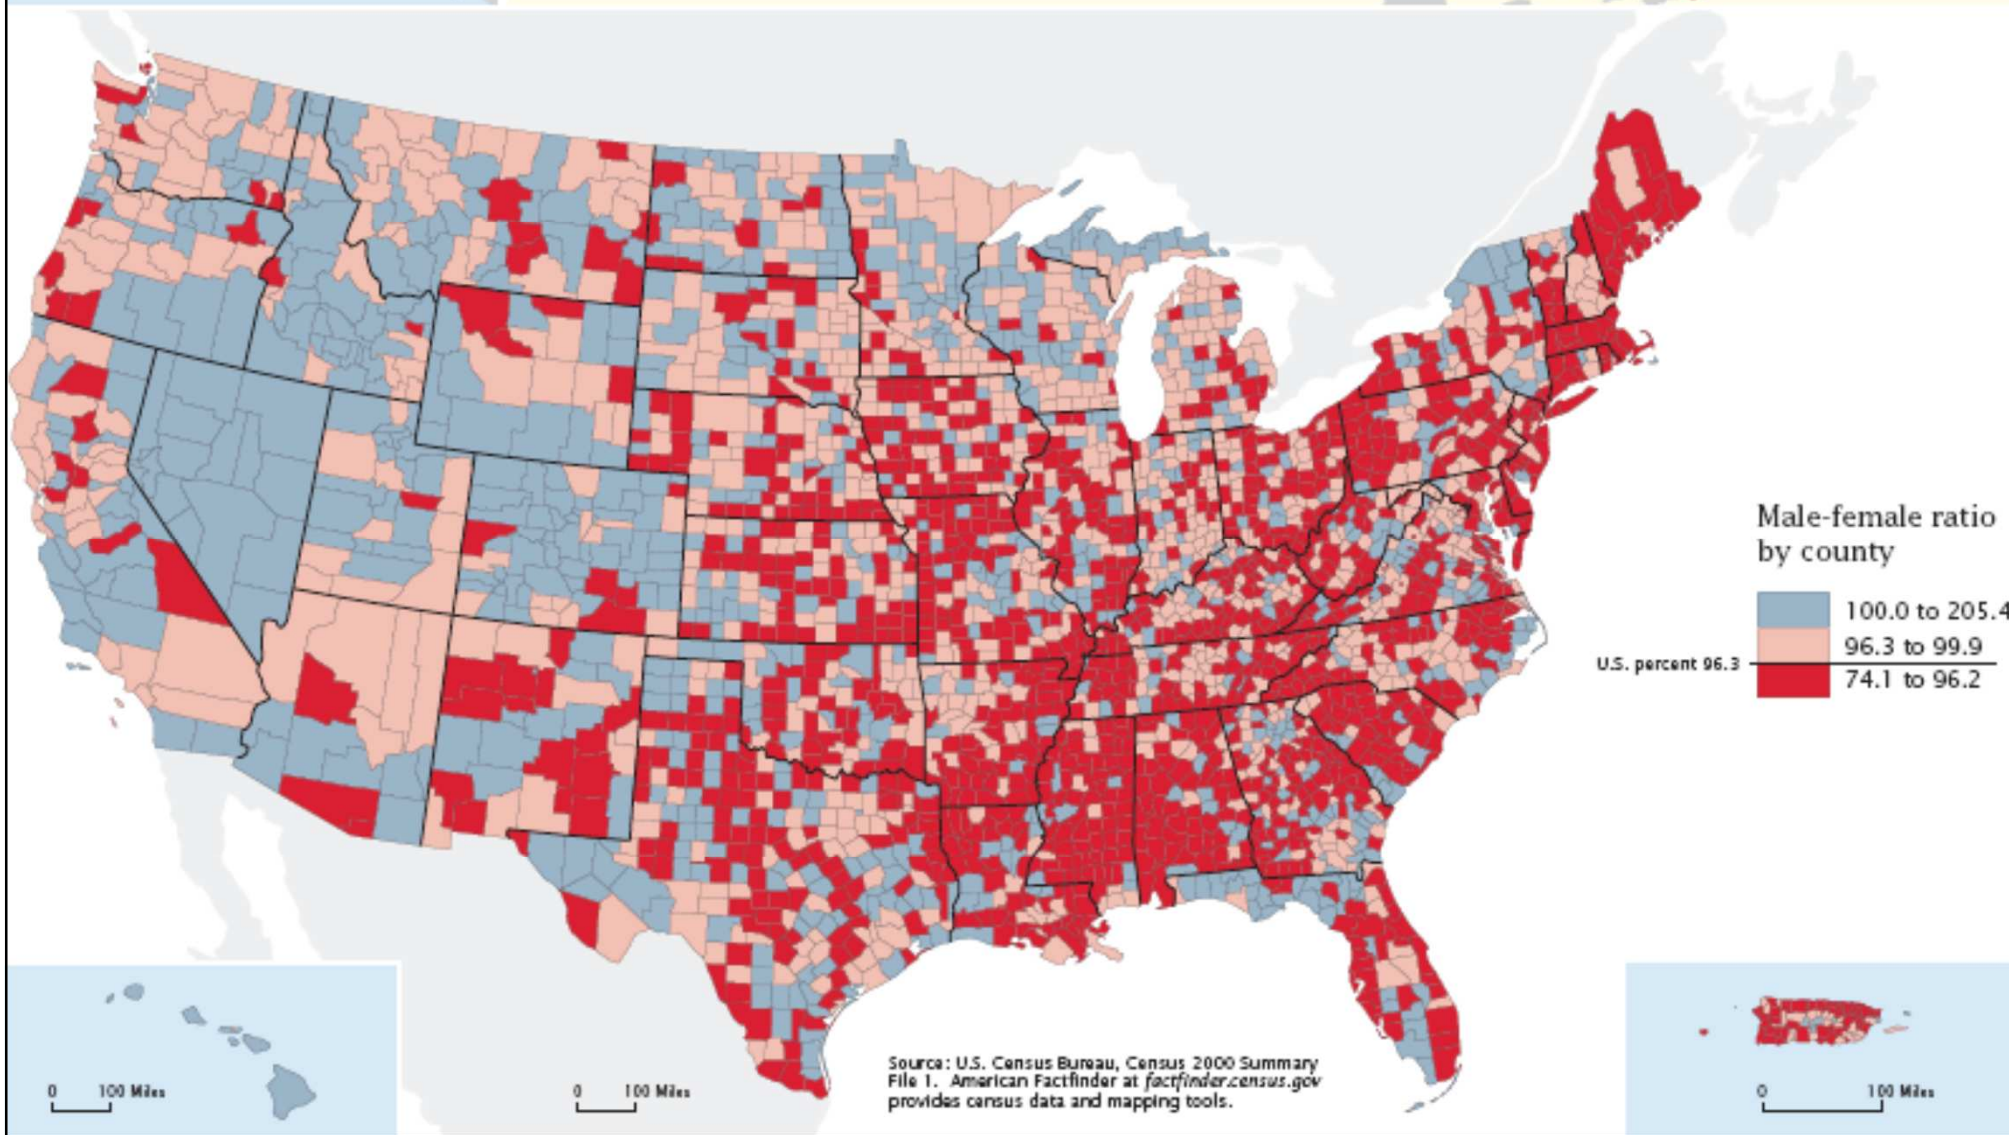 Male-female ratio
by county
100.0 to 205.4
96.3 to 99.9
U.S. percent 96.3
74.1 to 96.2
Source: U.S. Census Bureau, Census 2000 Summary
File 1. American Factfinder at factfinder.census.gov
provides census data and mapping tools.
0 100 Miles
0 100 Miles
0 100 Miles